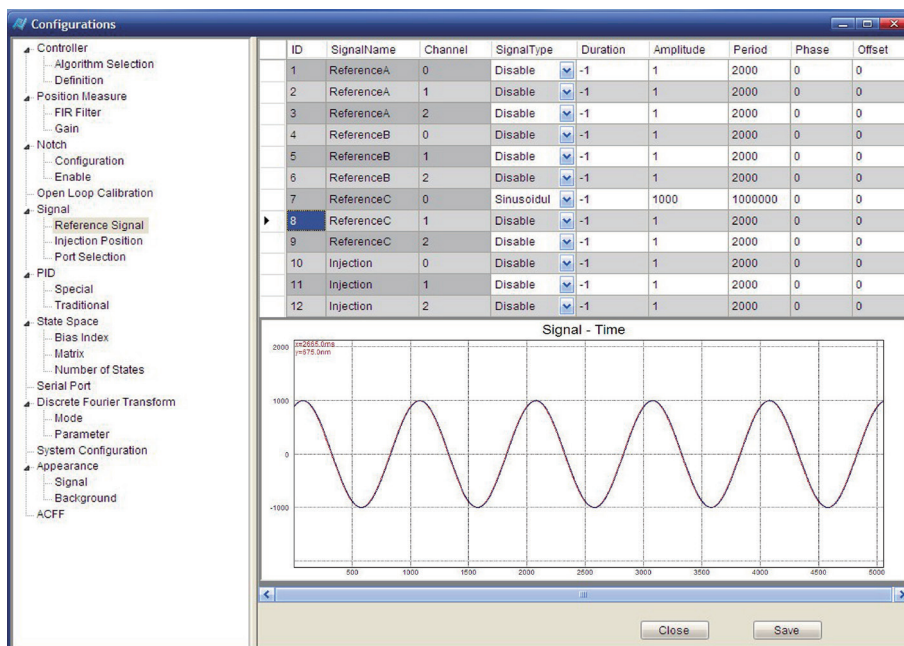 Configurations
Controller
Algorithm Selection
Definition
Position Measure
FIR Filter
Gain
Notch
Configuration
Enable
Open Loop Calibration
Signal
Reference Signal
Injection Position
Port Selection
PID
Special
Traditional
State Space
Bias Index
Matrix
Number of States
Serial Port
Discrete Fourier Transform
Mode
Parameter
System Configuration
Appearance
Signal
Background
ACFF
ID SignalName Channel SignalType Duration Amplitude Period Phase Offset
1 ReferenceA 0 Disable -1 1 2000 0 0
2 ReferenceA 1 Disable -1 1 2000 0 0
3 ReferenceA 2 Disable -1 1 2000 0 0
4 ReferenceB 0 Disable -1 1 2000 0 0
5 ReferenceB 1 Disable -1 1 2000 0 0
6 ReferenceB 2 Disable -1 1 2000 0 0
7 ReferenceC 0 Sinusoidul -1 1000 1000000 0 0
8 ReferenceC 1 Disable -1 1 2000 0 0
9 ReferenceC 2 Disable -1 1 2000 0 0
10 Injection 0 Disable -1 1 2000 0 0
11 Injection 1 Disable -1 1 2000 0 0
12 Injection 2 Disable -1 1 2000 0 0
Signal - Time
x=2665.0ms
y=675.0nm
2000
1000
0
-1000
500 1000 1500 2000 2500 3000 3500 4000 4500 5000
Close Save